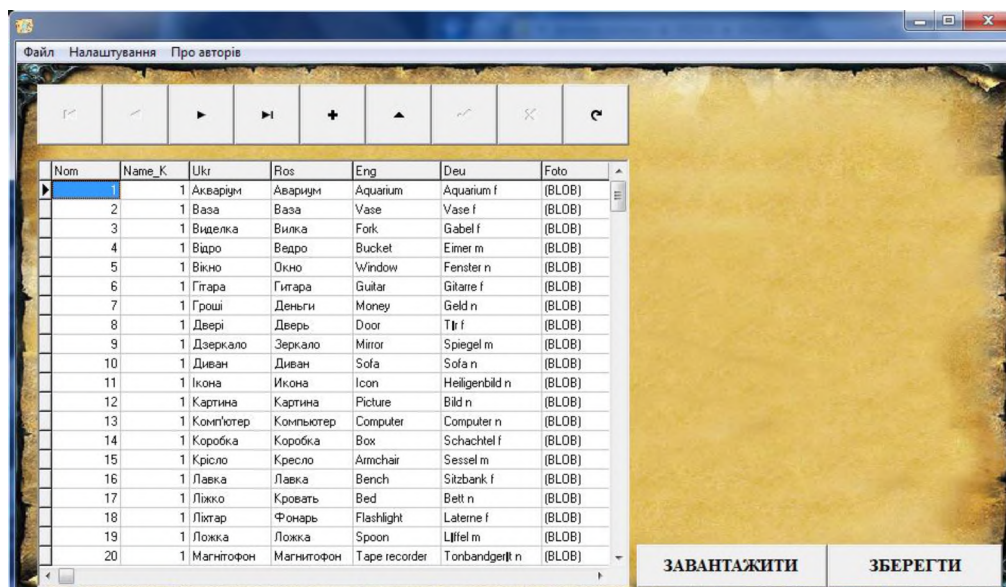 Файл Налаштування Про авторів
Nom Name_K Ukr Ros Eng Deu Foto
1 1 Акваріум Авариум Aquarium Aquarium f (BLOB)
2 1 Ваза Ваза Vase Vase f (BLOB)
3 1 Виделка Вилка Fork Gabel f (BLOB)
4 1 Відро Ведро Bucket Eimer m (BLOB)
5 1 Вікно Окно Window Fenster n (BLOB)
6 1 Гітара Гитара Guitar Gitarre f (BLOB)
7 1 Гроші Деньги Money Geld n (BLOB)
8 1 Двері Дверь Door f (BLOB)
9 1 Дзеркало Зеркало Mirror Spiegel m (BLOB)
10 1 Диван Диван Sofa Sofa n (BLOB)
11 1 Ікона Икона Icon Heiligenbild n (BLOB)
12 1 Картина Картина Picture Bild n (BLOB)
13 1 Комп'ютер Компьютер Computer Computer n (BLOB)
14 1 Коробка Коробка Box Schachtel f (BLOB)
15 1 Крісло Кресло Armchair Sessel m (BLOB)
16 1 Лавка Лавка Bench Sitzbank f (BLOB)
17 1 Ліжко Кровать Bed Bett n (BLOB)
18 1 Ліхтар Фонарь Flashlight Laterne f (BLOB)
19 1 Ложка Ложка Spoon m (BLOB)
20 1 Магнітофон Магнитофон Tape recorder n (BLOB)
ЗАВАНТАЖИТИ ЗБЕРЕГТИ